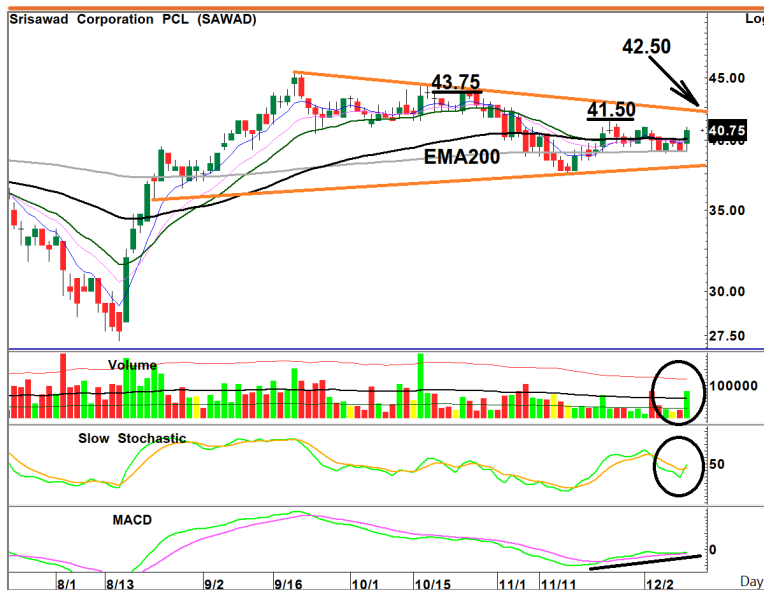 Srisawad Corporation PCL (SAWAD)
Log
42.50
45.00
43.75
41.50
40.75
40.00
EMA200
35.00
30.00
27.50
Volume
100000
Slow Stochastic
50
MACD
0
8/1 8/13 9/2 9/16 10/1 10/15 11/1 11/11 12/2 Day